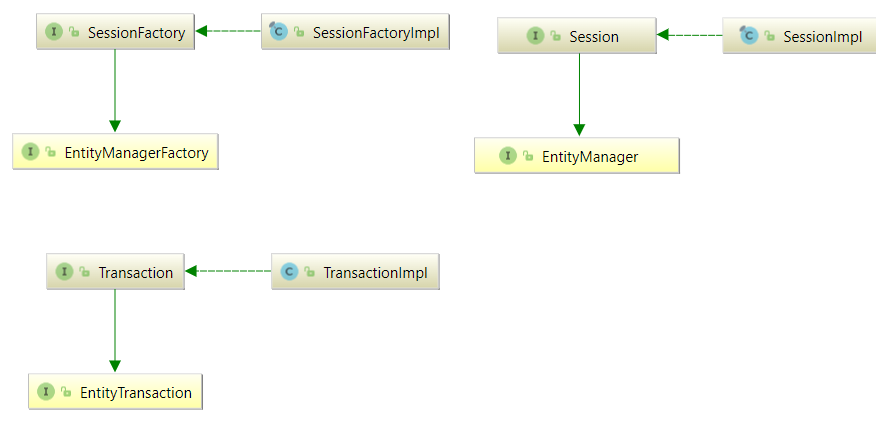 I SessionFactory
C SessionFactoryImpl
I Session
C SessionImpl
I EntityManagerFactory
I EntityManager
I Transaction
C TransactionImpl
I EntityTransaction